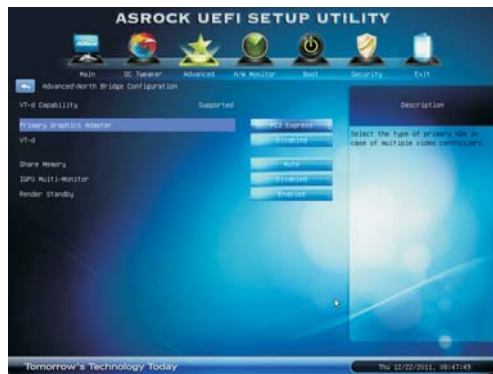 ASROCK UEFI SETUP UTILITY
Main OC Tweaker Advanced H/W Monitor Boot Security Exit
Advanced\North Bridge Configuration
VT-d Capability Supported
Description
Primary Graphics Adapter PCI Express
VT-d Disabled
Select the type of primary VGA in
case of multiple video controllers.
Share Memory Auto
IGPU Multi-Monitor Disabled
Render Standby Enabled
Tomorrow's Technology Today
Thu 12/22/2011, 08:47:49